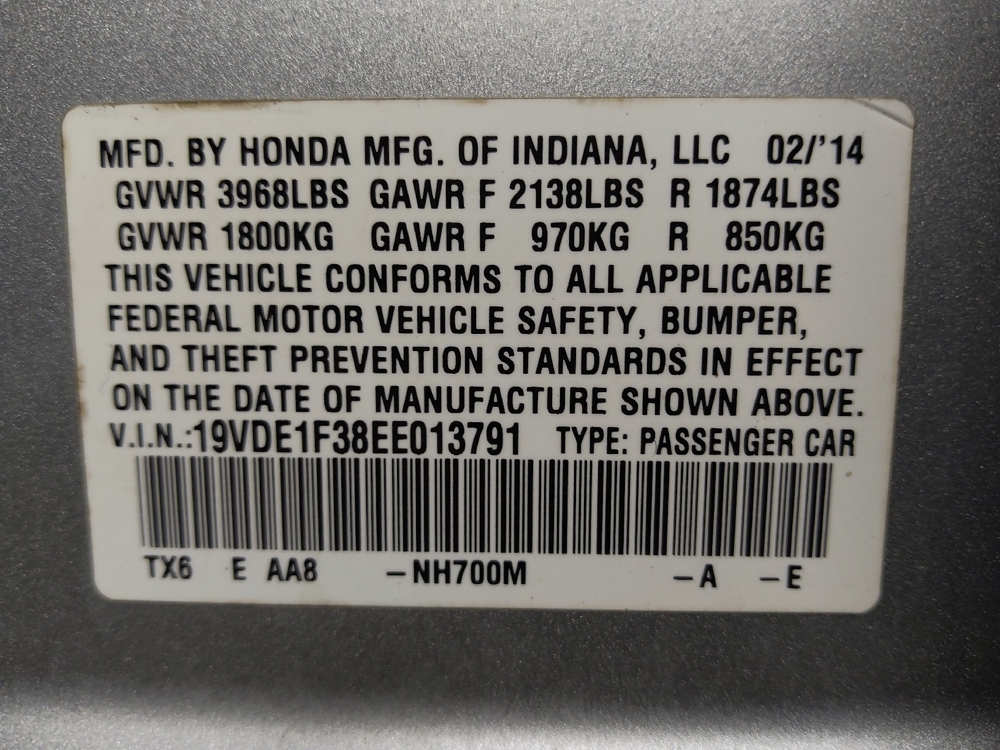 MFD. BY HONDA MFG. OF INDIANA, LLC 02/'14
GVWR 3968LBS GAWR F 2138LBS R 1874LBS
GVWR 1800KG GAWR F 970KG R 850KG
THIS VEHICLE CONFORMS TO ALL APPLICABLE
FEDERAL MOTOR VEHICLE SAFETY, BUMPER,
AND THEFT PREVENTION STANDARDS IN EFFECT
ON THE DATE OF MANUFACTURE SHOWN ABOVE.
V.I.N.:19VDE1F38EE013791 TYPE: PASSENGER CAR
TX6 E AA8 –NH700M –A –E